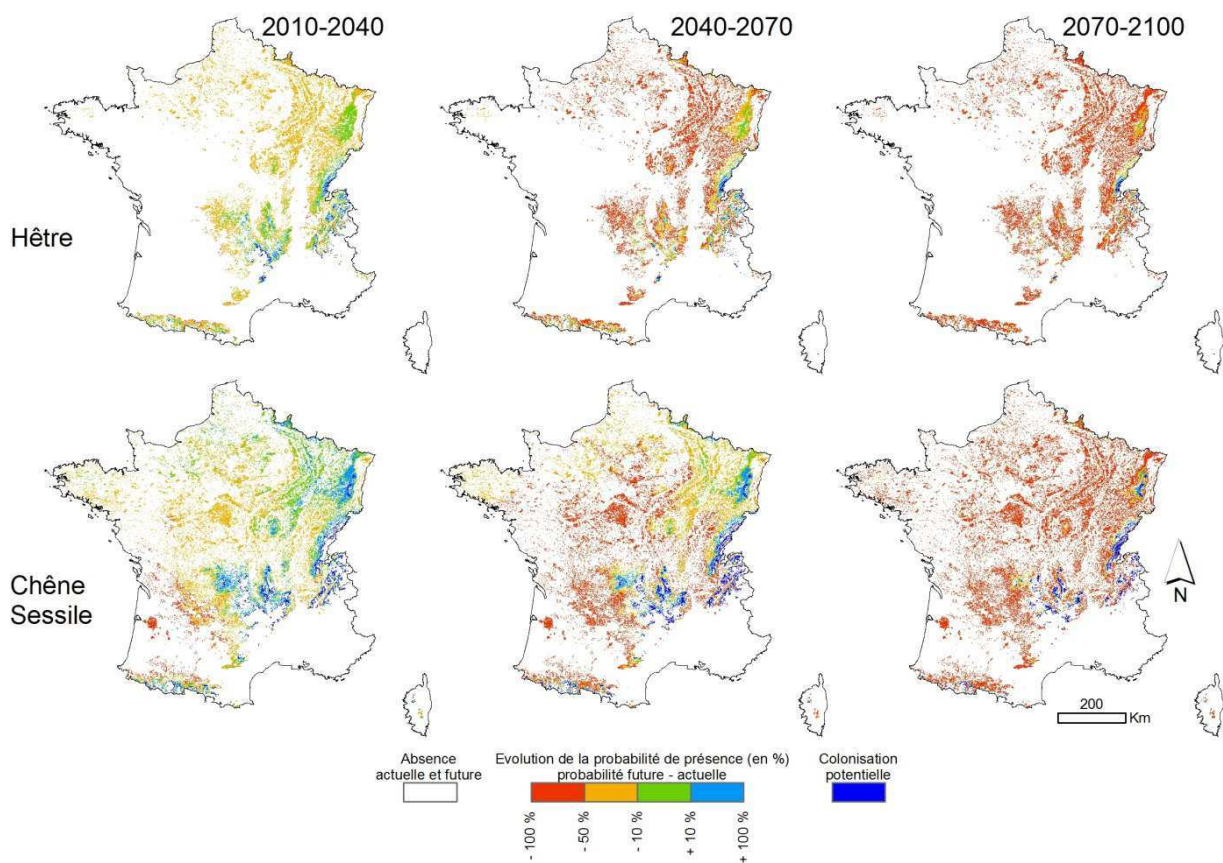 2010-2040
2040-2070
2070-2100
Hêtre
Chêne
Sessile
N
200
Km
Absence
actuelle et future
Evolution de la probabilité de présence (en %)
probabilité future - actuelle
Colonisation
potentielle
- 100 %
- 50 %
- 10 %
+ 10 %
+ 100 %